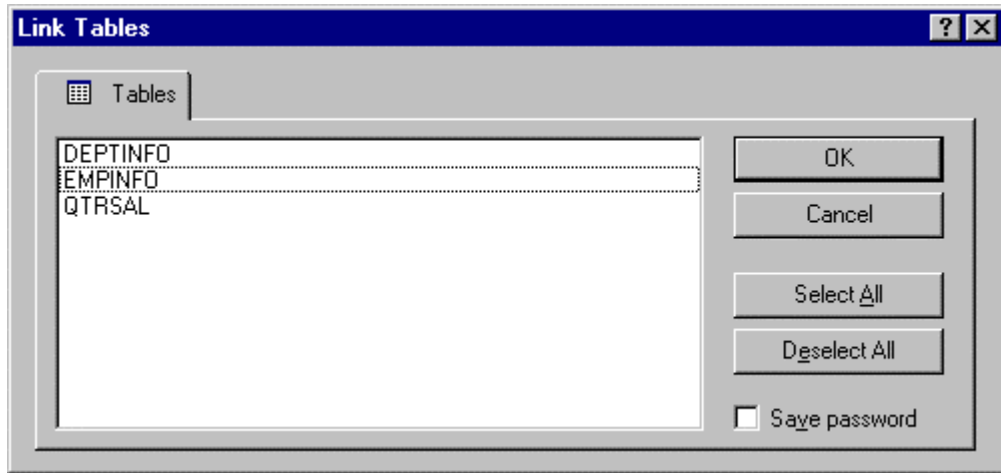 Link Tables
Tables
DEPTINFO
EMPINFO
QTRSAL
OK
Cancel
Select All
Deselect All
Save password